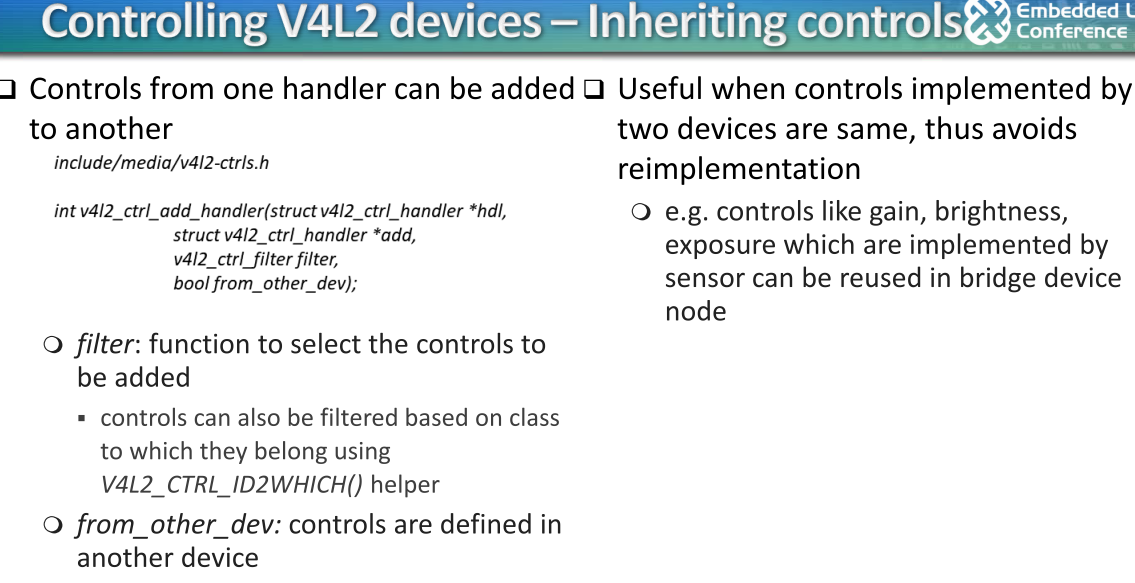 Controlling V4L2 devices – Inheriting controls
Embedded L
Conference
Controls from one handler can be added
to another
include/media/v4l2-ctrls.h
int v4l2_ctrl_add_handler(struct v4l2_ctrl_handler *hdl,
struct v4l2_ctrl_handler *add,
v4l2_ctrl_filter filter,
bool from_other_dev);
filter: function to select the controls to
be added
controls can also be filtered based on class
to which they belong using
V4L2_CTRL_ID2WHICH() helper
from_other_dev: controls are defined in
another device
Useful when controls implemented by
two devices are same, thus avoids
reimplementation
e.g. controls like gain, brightness,
exposure which are implemented by
sensor can be reused in bridge device
node